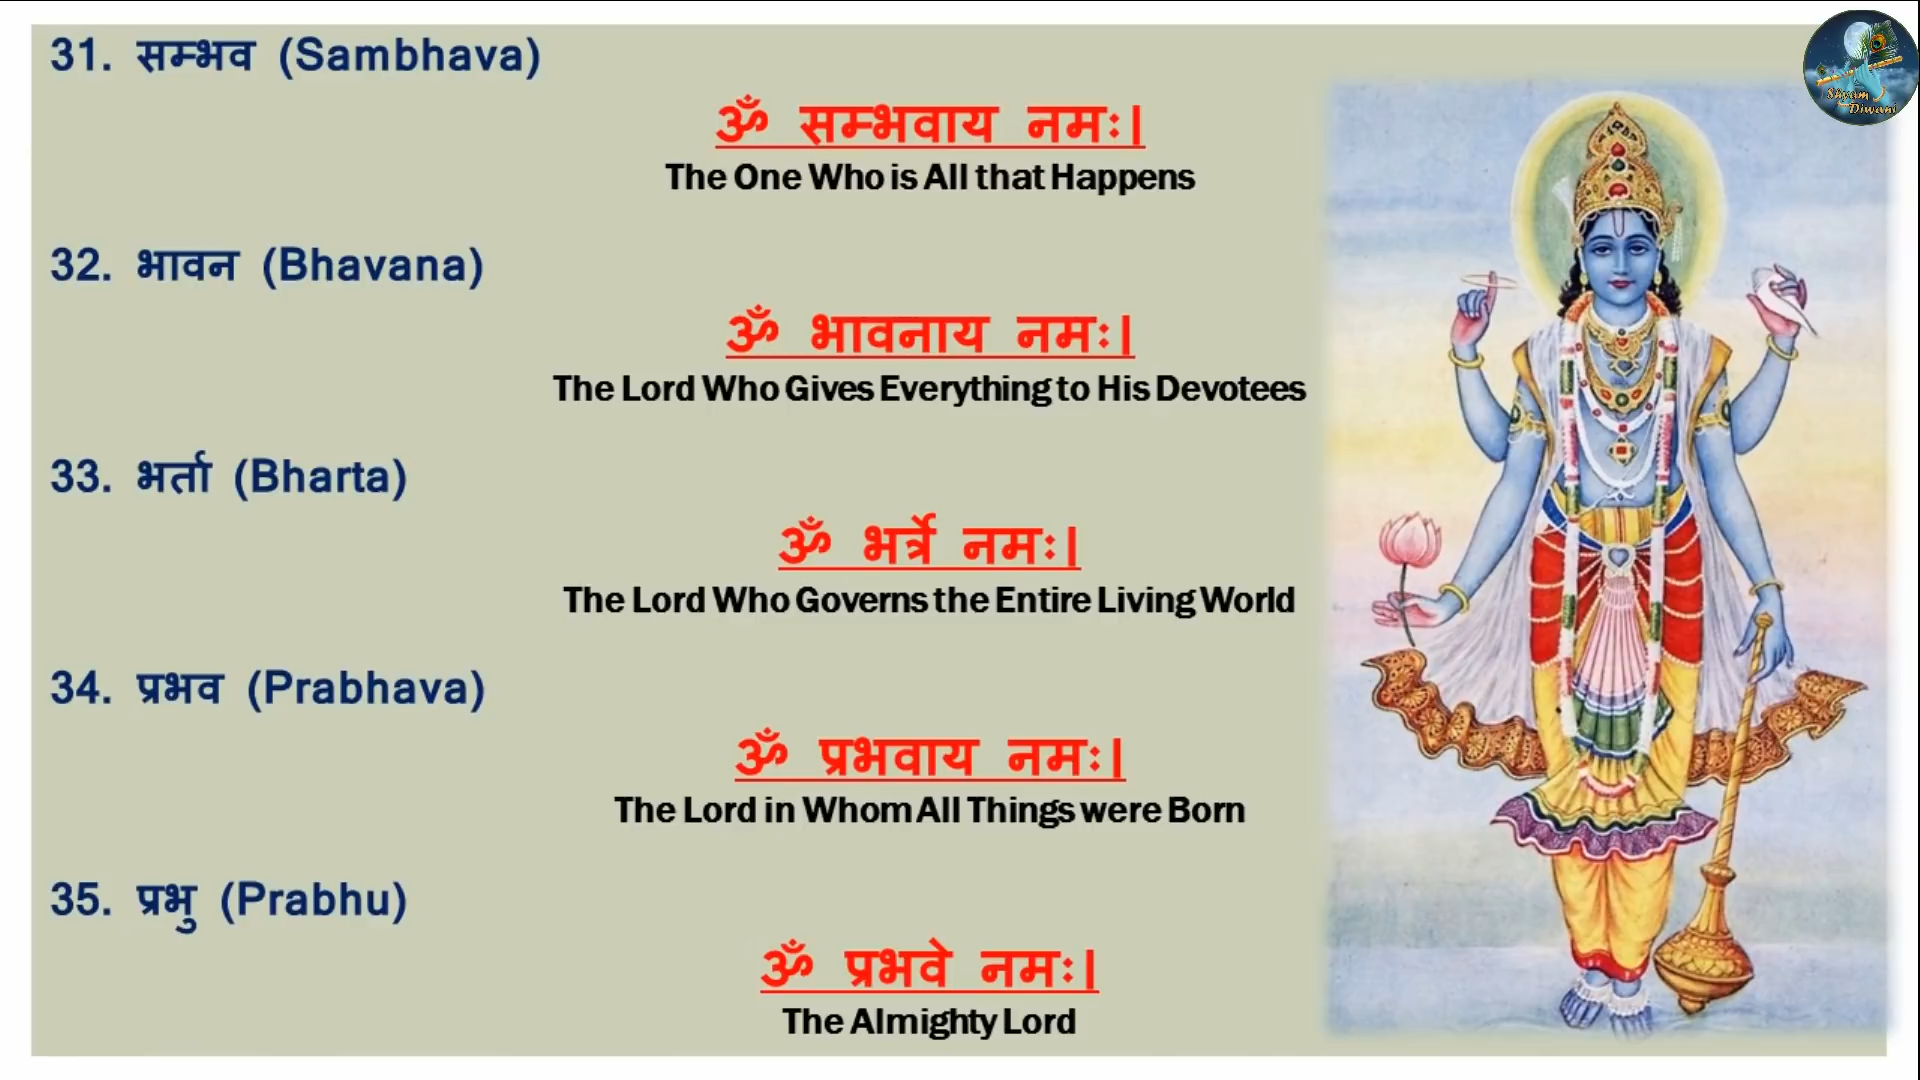 31. सम्भव (Sambhava)
ॐ सम्भवाय नमः|
The One Who is All that Happens
32. भावन (Bhavana)
ॐ भावनाय नमः|
The Lord Who Gives Everything to His Devotees
33. भर्ता (Bharta)
ॐ भर्त्रे नमः|
The Lord Who Governs the Entire Living World
34. प्रभव (Prabhava)
ॐ प्रभवाय नमः|
The Lord in Whom All Things were Born
35. प्रभु (Prabhu)
ॐ प्रभवे नमः|
The Almighty Lord
Shyam
Diwani